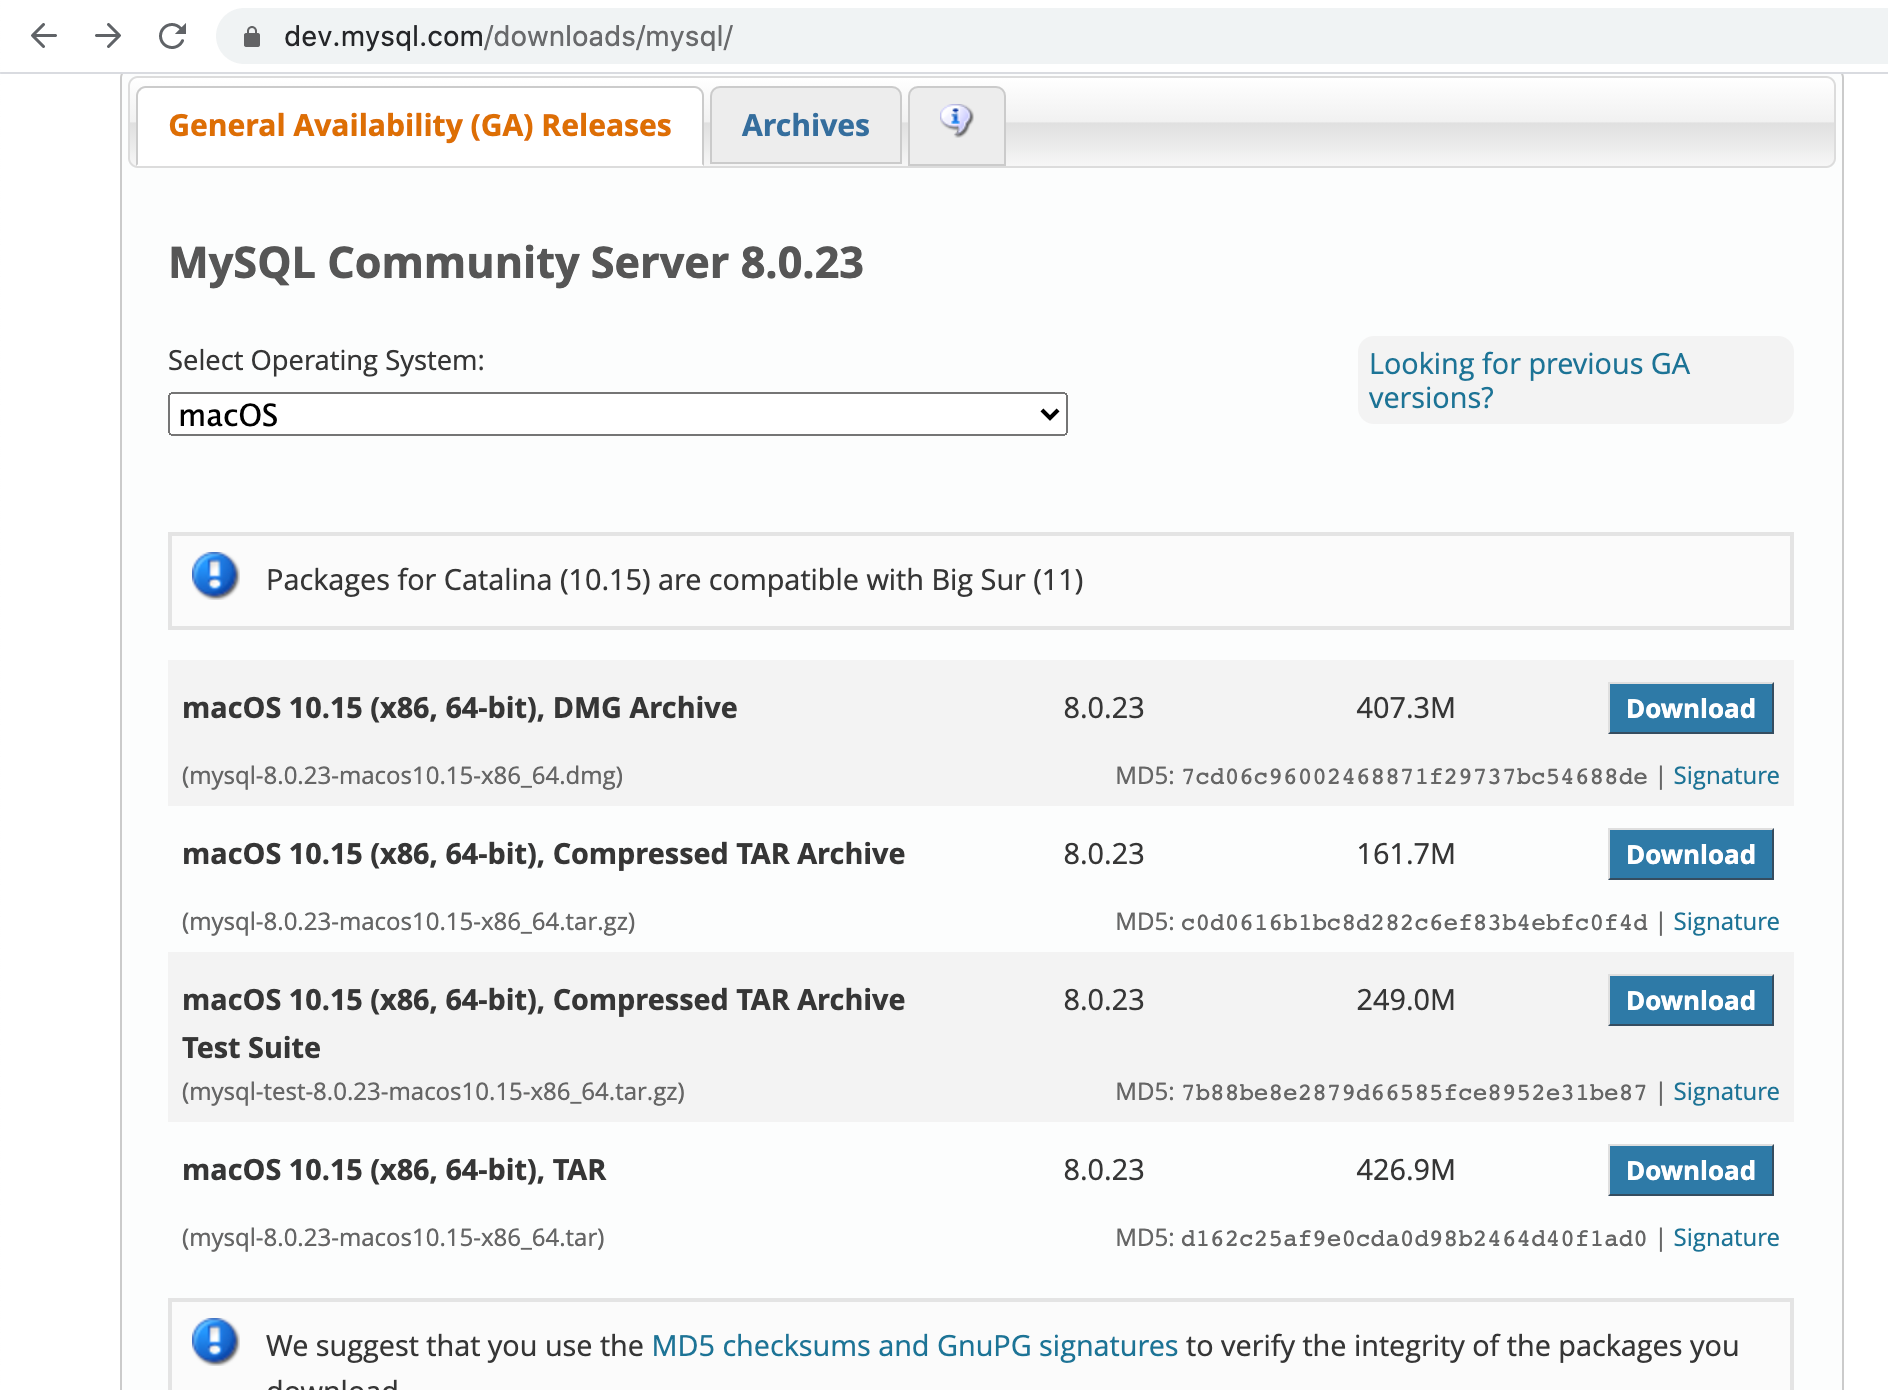 dev.mysql.com/downloads/mysql/
General Availability (GA) Releases
Archives
MySQL Community Server 8.0.23
Select Operating System:
macOS
Looking for previous GA
versions?
Packages for Catalina (10.15) are compatible with Big Sur (11)
macOS 10.15 (x86, 64-bit), DMG Archive 8.0.23 407.3M Download
(mysql-8.0.23-macos10.15-x86_64.dmg) MD5: 7cd06c96002468871f29737bc54688de | Signature
macOS 10.15 (x86, 64-bit), Compressed TAR Archive 8.0.23 161.7M Download
(mysql-8.0.23-macos10.15-x86_64.tar.gz) MD5: c0d0616b1bc8d282c6ef83b4ebfc0f4d | Signature
macOS 10.15 (x86, 64-bit), Compressed TAR Archive 8.0.23 249.0M Download
Test Suite
(mysql-test-8.0.23-macos10.15-x86_64.tar.gz) MD5: 7b88be8e2879d66585fce8952e31be87 | Signature
macOS 10.15 (x86, 64-bit), TAR 8.0.23 426.9M Download
(mysql-8.0.23-macos10.15-x86_64.tar) MD5: d162c25af9e0cda0d98b2464d40f1ad0 | Signature
We suggest that you use the MD5 checksums and GnuPG signatures to verify the integrity of the packages you
download